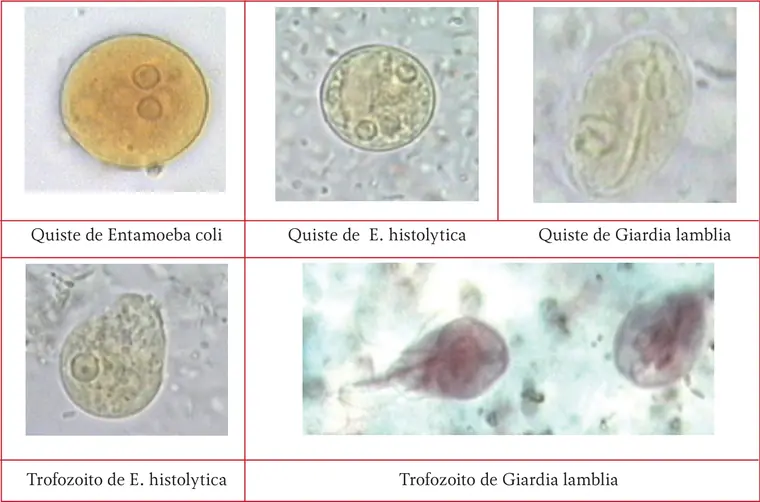 Quiste de Entamoeba coli
Quiste de E. histolytica
Quiste de Giardia lamblia
Trofozoito de E. histolytica
Trofozoito de Giardia lamblia